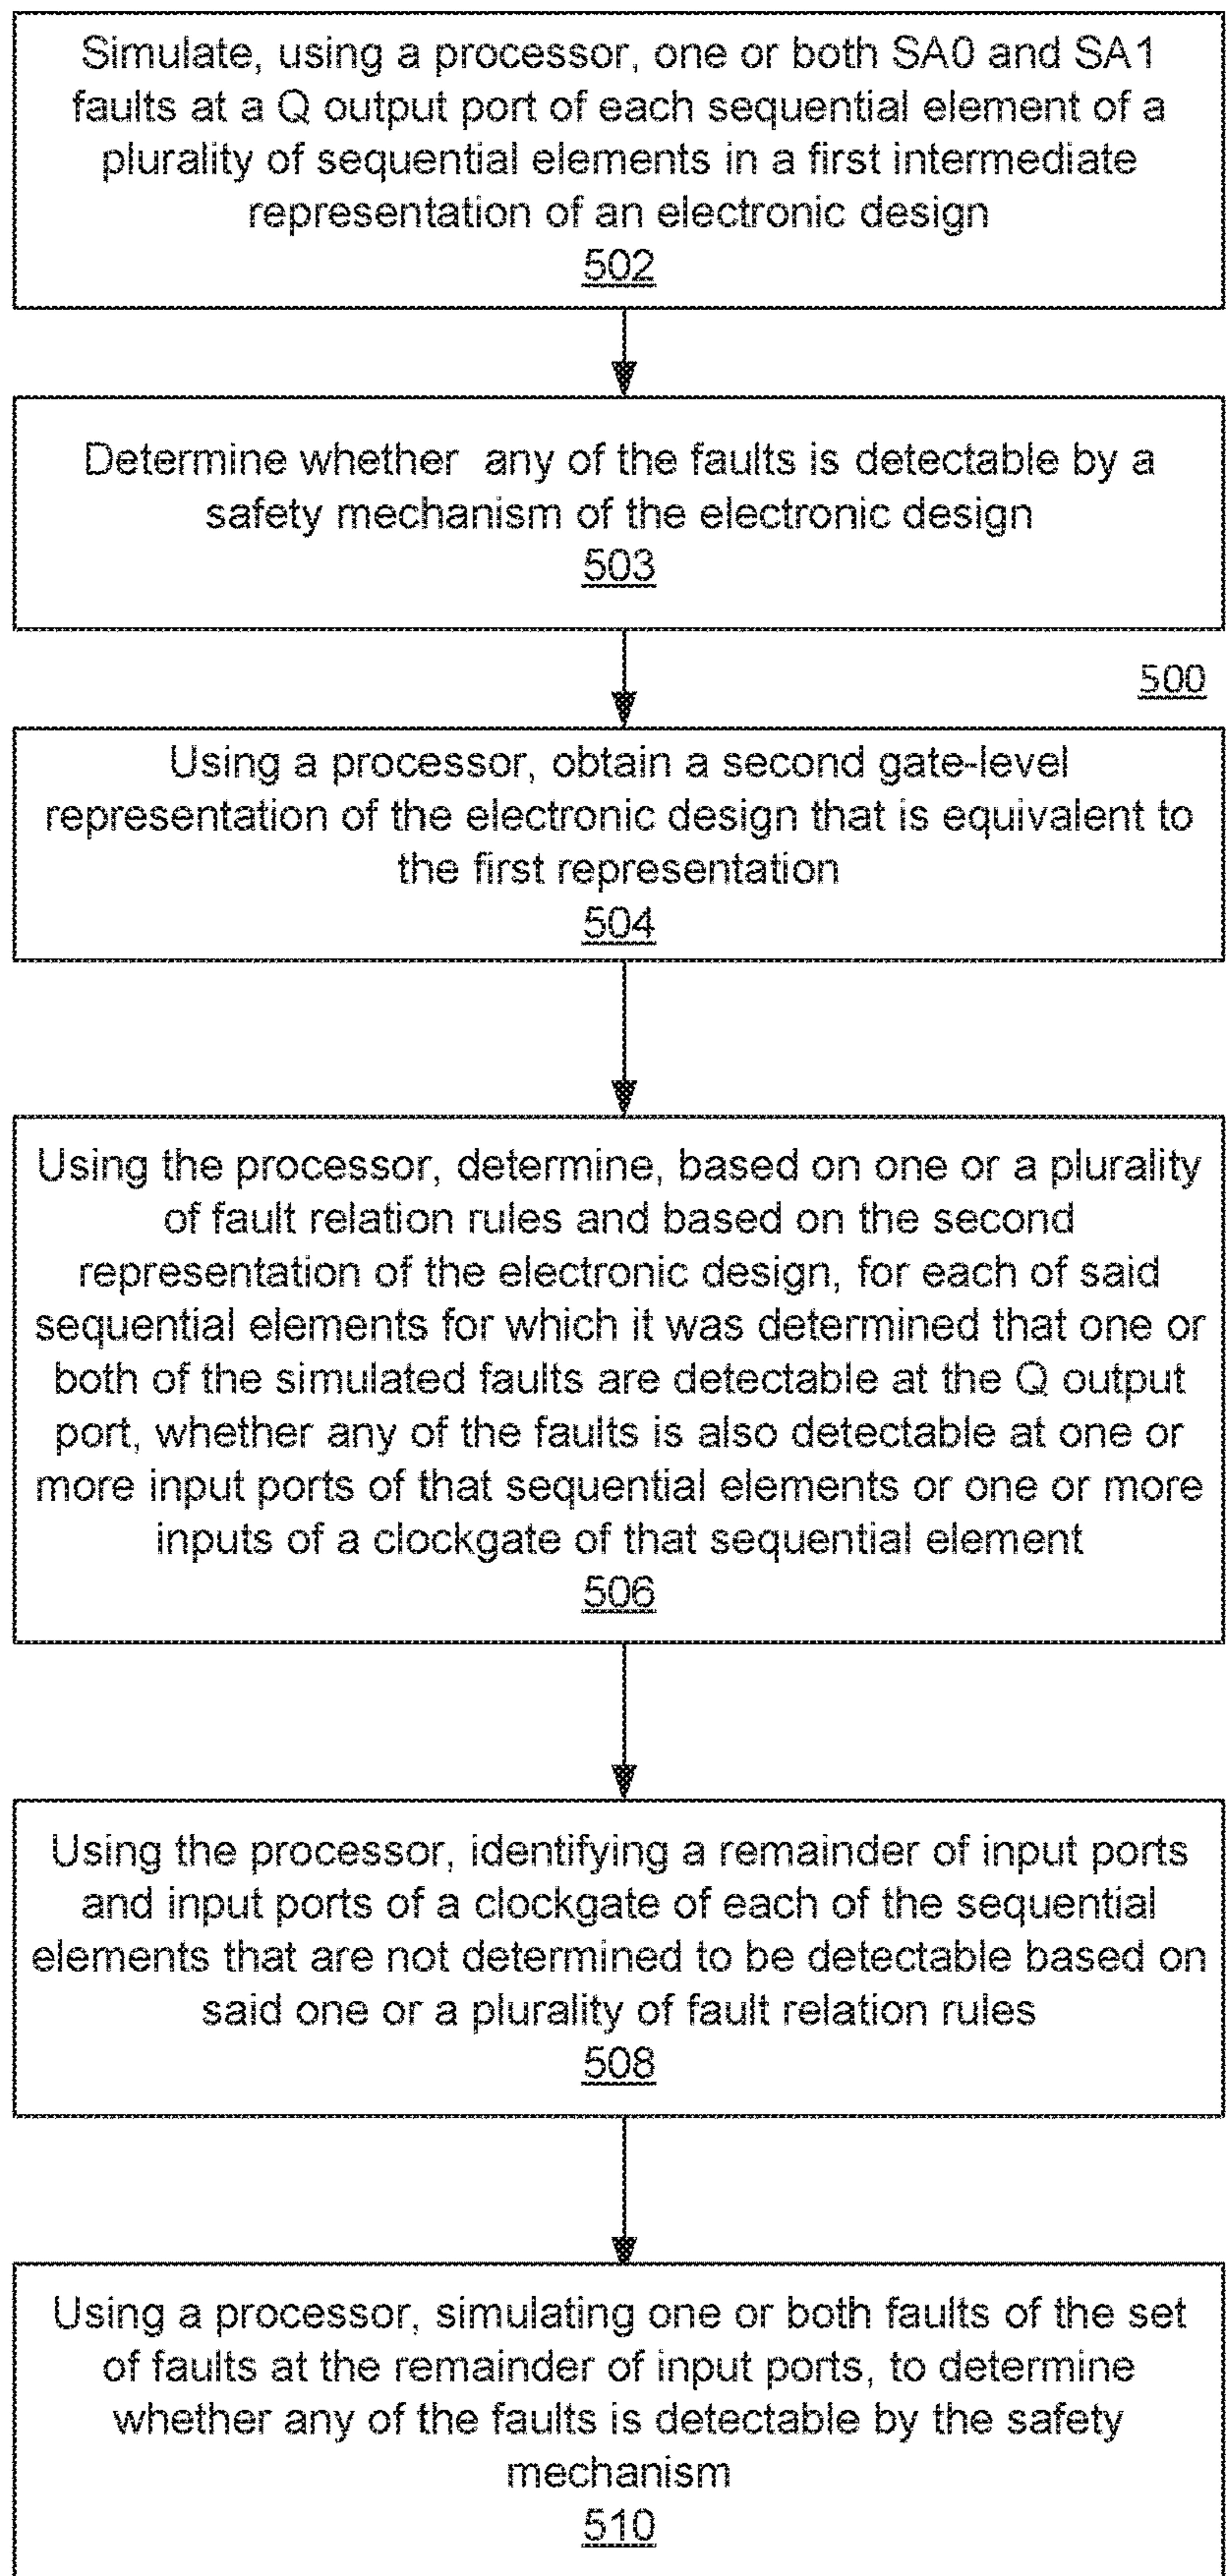 Simulate, using a processor, one or both SA0 and SA1
faults at a Q output port of each sequential element of a
plurality of sequential elements in a first intermediate
representation of an electronic design
502
Determine whether any of the faults is detectable by a
safety mechanism of the electronic design
503
500
Using a processor, obtain a second gate-level
representation of the electronic design that is equivalent to
the first representation
504
Using the processor, determine, based on one or a plurality
of fault relation rules and based on the second
representation of the electronic design, for each of said
sequential elements for which it was determined that one or
both of the simulated faults are detectable at the Q output
port, whether any of the faults is also detectable at one or
more input ports of that sequential elements or one or more
inputs of a clockgate of that sequential element
506
Using the processor, identifying a remainder of input ports
and input ports of a clockgate of each of the sequential
elements that are not determined to be detectable based on
said one or a plurality of fault relation rules
508
Using a processor, simulating one or both faults of the set
of faults at the remainder of input ports, to determine
whether any of the faults is detectable by the safety
mechanism
510